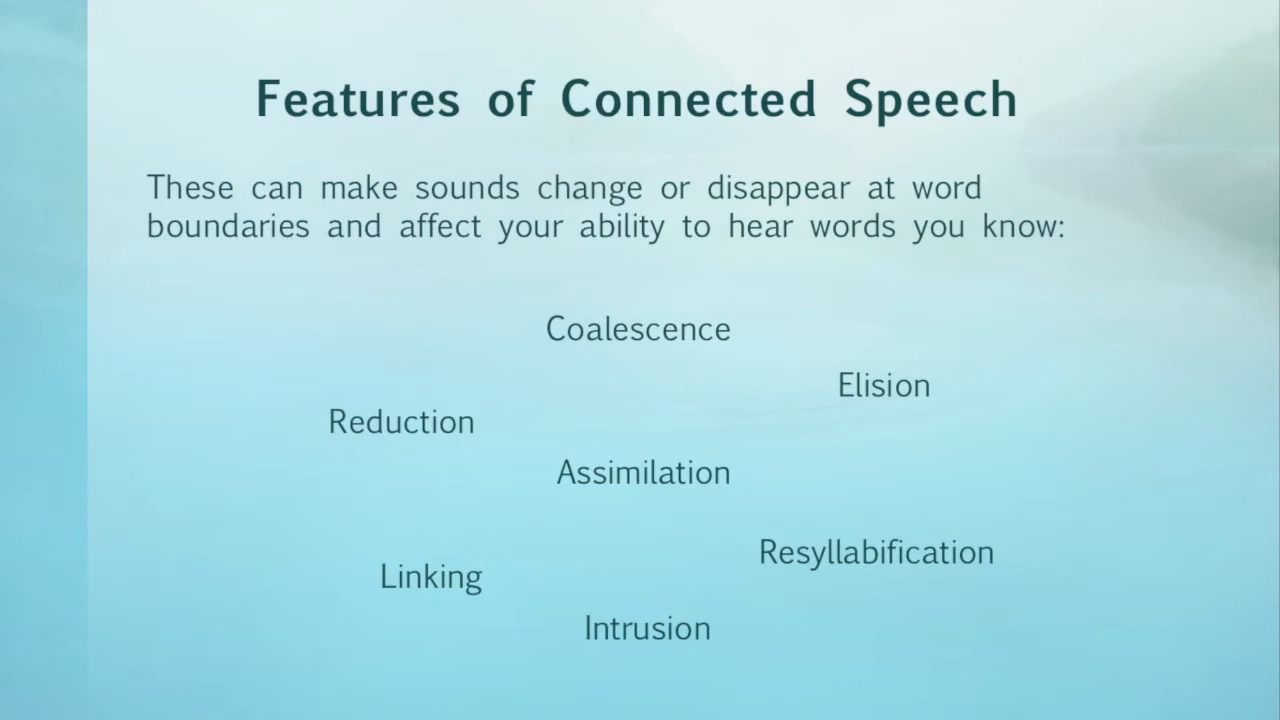 Features of Connected Speech
These can make sounds change or disappear at word
boundaries and affect your ability to hear words you know:
Coalescence
Elision
Reduction
Assimilation
Resyllabification
Linking
Intrusion